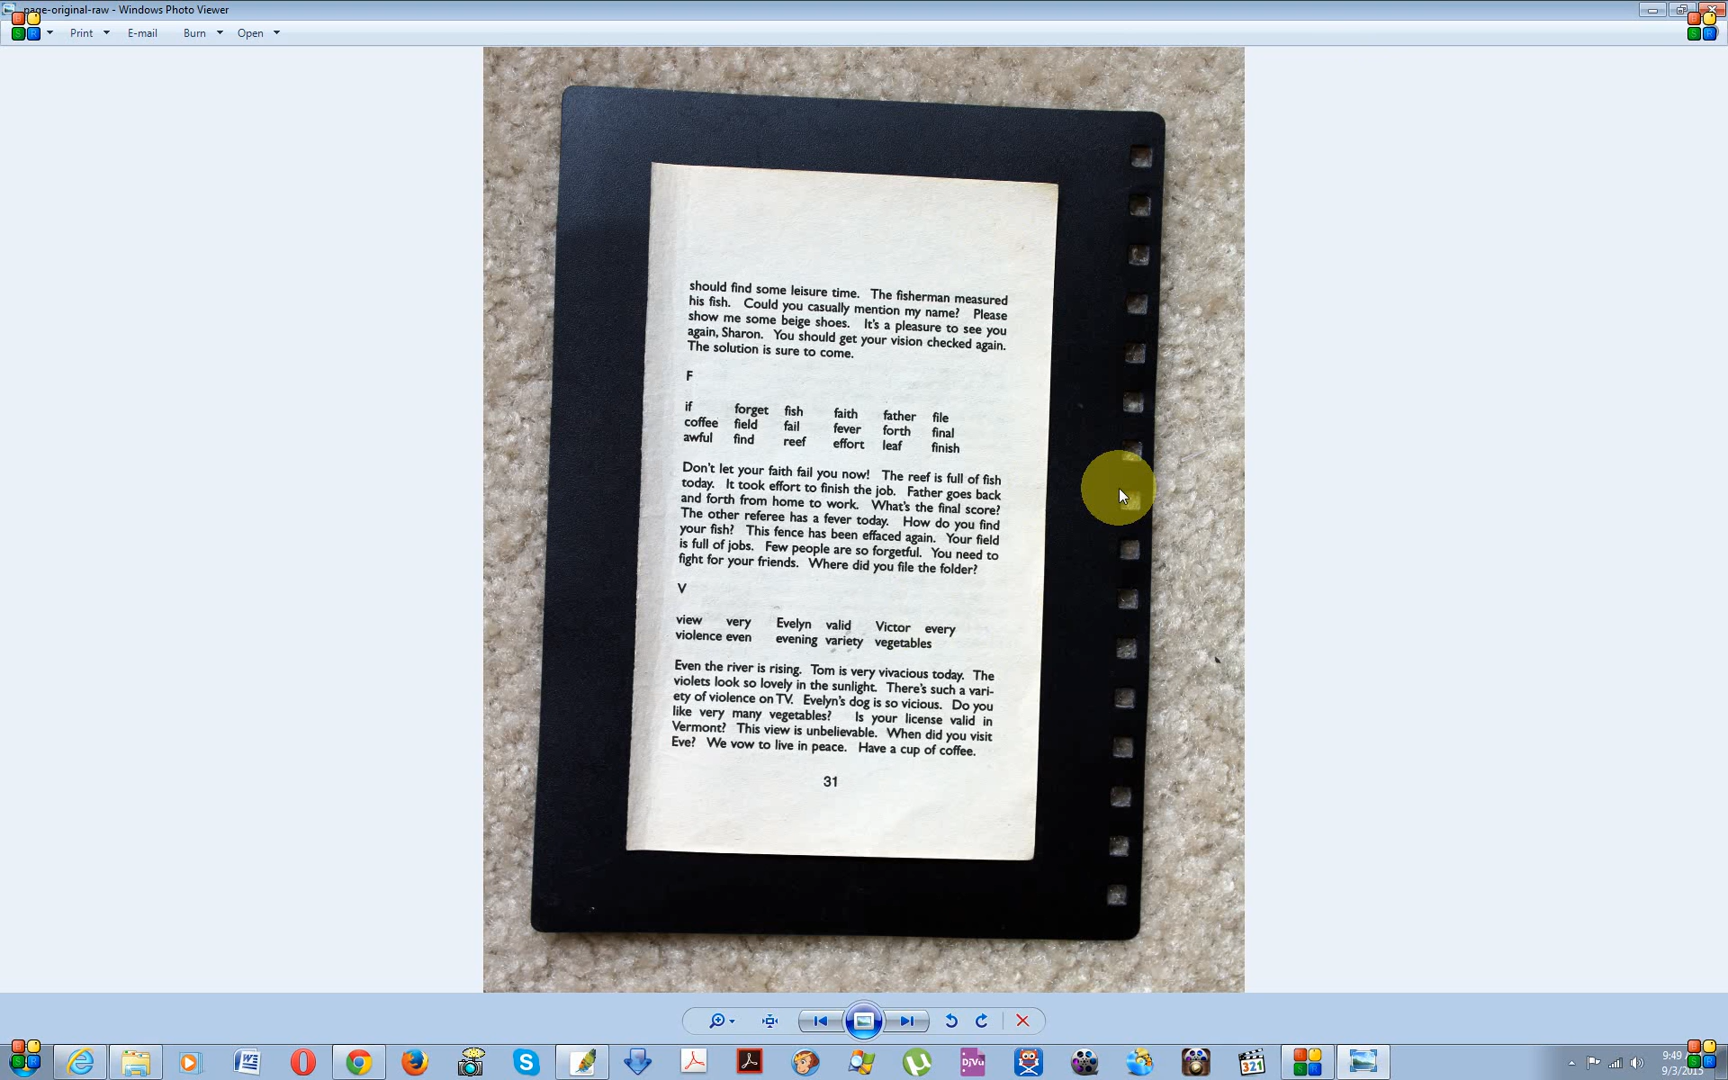 page-original-raw - Windows Photo Viewer
Print E-mail Burn Open
should find some leisure time. The fisherman measured
his fish. Could you casually mention my name? Please
show me some beige shoes. It's a pleasure to see you
again, Sharon. You should get your vision checked again.
The solution is sure to come.
F
if forget fish faith father file
coffee field fail fever forth final
awful find reef effort leaf finish
Don't let your faith fail you now! The reef is full of fish
today. It took effort to finish the job. Father goes back
and forth from home to work. What's the final score?
The other referee has a fever today. How do you find
your fish? This fence has been effaced again. Your field
is full of jobs. Few people are so forgetful. You need to
fight for your friends. Where did you file the folder?
V
view very Evelyn valid Victor every
violence even evening variety vegetables
Even the river is rising. Tom is very vivacious today. The
violets look so lovely in the sunlight. There's such a vari-
ety of violence on TV. Evelyn's dog is so vicious. Do you
like very many vegetables? Is your license valid in
Vermont? This view is unbelievable. When did you visit
Eve? We vow to live in peace. Have a cup of coffee.
31
9:49